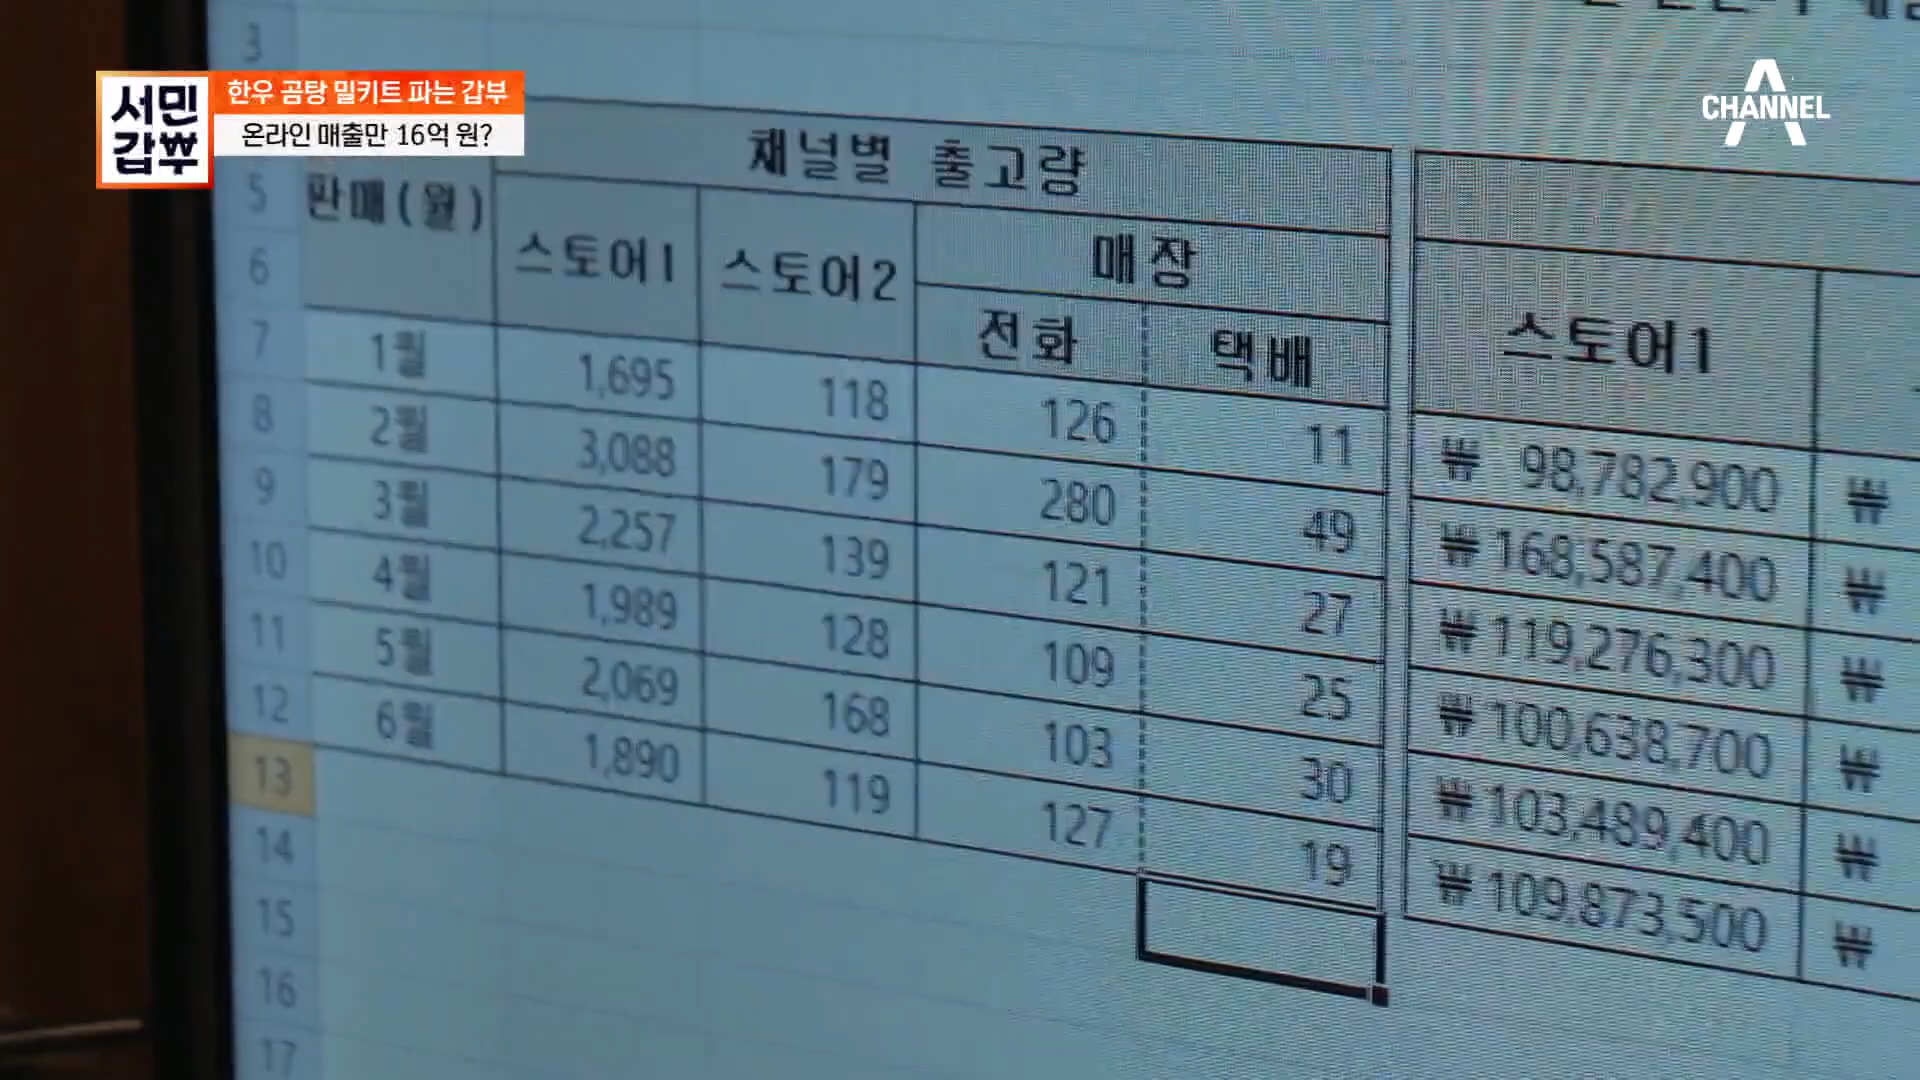 서민
갑부
한우 곰탕 밀키트 파는 갑부
온라인 매출만 16억 원?
CHANNEL A
3
5
6
7
8
9
10
11
12
13
14
15
16
17
채널별 출고량
판매(월) 스토어1 스토어2 매장
전화 택배 스토어1
1월 1,695 118 126 11 ₩ 98,782,900 ₩
2월 3,088 179 280 49 ₩ 168,587,400 ₩
3월 2,257 139 121 27 ₩ 119,276,300 ₩
4월 1,989 128 109 25 ₩ 100,638,700 ₩
5월 2,069 168 103 30 ₩ 103,489,400 ₩
6월 1,890 119 127 19 ₩ 109,873,500 ₩